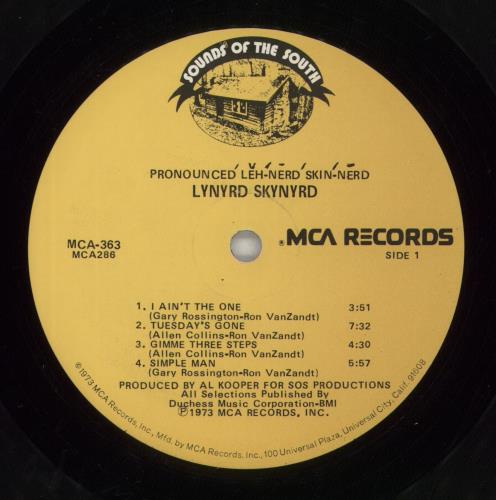 SOUNDS OF THE SOUTH
PRONOUNCED LĔH-NÉRD SKIN-NÉRD
LYNYRD SKYNYRD
MCA-363
MCA286
®MCA RECORDS
SIDE 1
1. I AIN'T THE ONE 3:51
(Gary Rossington-Ron VanZandt)
2. TUESDAY'S GONE 7:32
(Allen Collins-Ron VanZandt)
3. GIMME THREE STEPS 4:30
(Allen Collins-Ron VanZandt)
4. SIMPLE MAN 5:57
(Gary Rossington-Ron VanZandt)
PRODUCED BY AL KOOPER FOR SOS PRODUCTIONS
All Selections Published By
Duchess Music Corporation-BMI
Ⓟ1973 MCA RECORDS, INC.
©1973 MCA Records, Inc., Mfd. by MCA Records, Inc., 100 Universal Plaza, Universal City, Calif. 91608